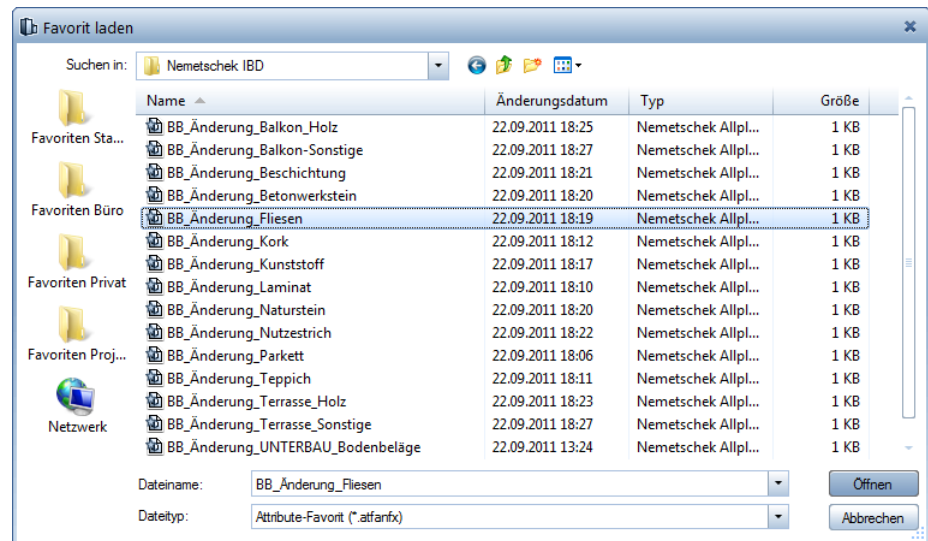 Favorit laden
Suchen in: Nemetschek IBD
Name Änderungsdatum Typ Größe
BB_Änderung_Balkon_Holz 22.09.2011 18:25 Nemetschek Allpl... 1 KB
BB_Änderung_Balkon-Sonstige 22.09.2011 18:27 Nemetschek Allpl... 1 KB
BB_Änderung_Beschichtung 22.09.2011 18:21 Nemetschek Allpl... 1 KB
BB_Änderung_Betonwerkstein 22.09.2011 18:20 Nemetschek Allpl... 1 KB
BB_Änderung_Fliesen 22.09.2011 18:19 Nemetschek Allpl... 1 KB
BB_Änderung_Kork 22.09.2011 18:12 Nemetschek Allpl... 1 KB
BB_Änderung_Kunststoff 22.09.2011 18:17 Nemetschek Allpl... 1 KB
BB_Änderung_Laminat 22.09.2011 18:10 Nemetschek Allpl... 1 KB
BB_Änderung_Naturstein 22.09.2011 18:20 Nemetschek Allpl... 1 KB
BB_Änderung_Nutzestrich 22.09.2011 18:22 Nemetschek Allpl... 1 KB
BB_Änderung_Parkett 22.09.2011 18:06 Nemetschek Allpl... 1 KB
BB_Änderung_Teppich 22.09.2011 18:11 Nemetschek Allpl... 1 KB
BB_Änderung_Terrasse_Holz 22.09.2011 18:23 Nemetschek Allpl... 1 KB
BB_Änderung_Terrasse_Sonstige 22.09.2011 18:27 Nemetschek Allpl... 1 KB
BB_Änderung_UNTERBAU_Bodenbeläge 22.09.2011 13:24 Nemetschek Allpl... 1 KB
Favoriten Sta...
Favoriten Büro
Favoriten Privat
Favoriten Proj...
Netzwerk
Dateiname: BB_Änderung_Fliesen Öffnen
Dateityp: Attribute-Favorit (*.atfanfx) Abbrechen